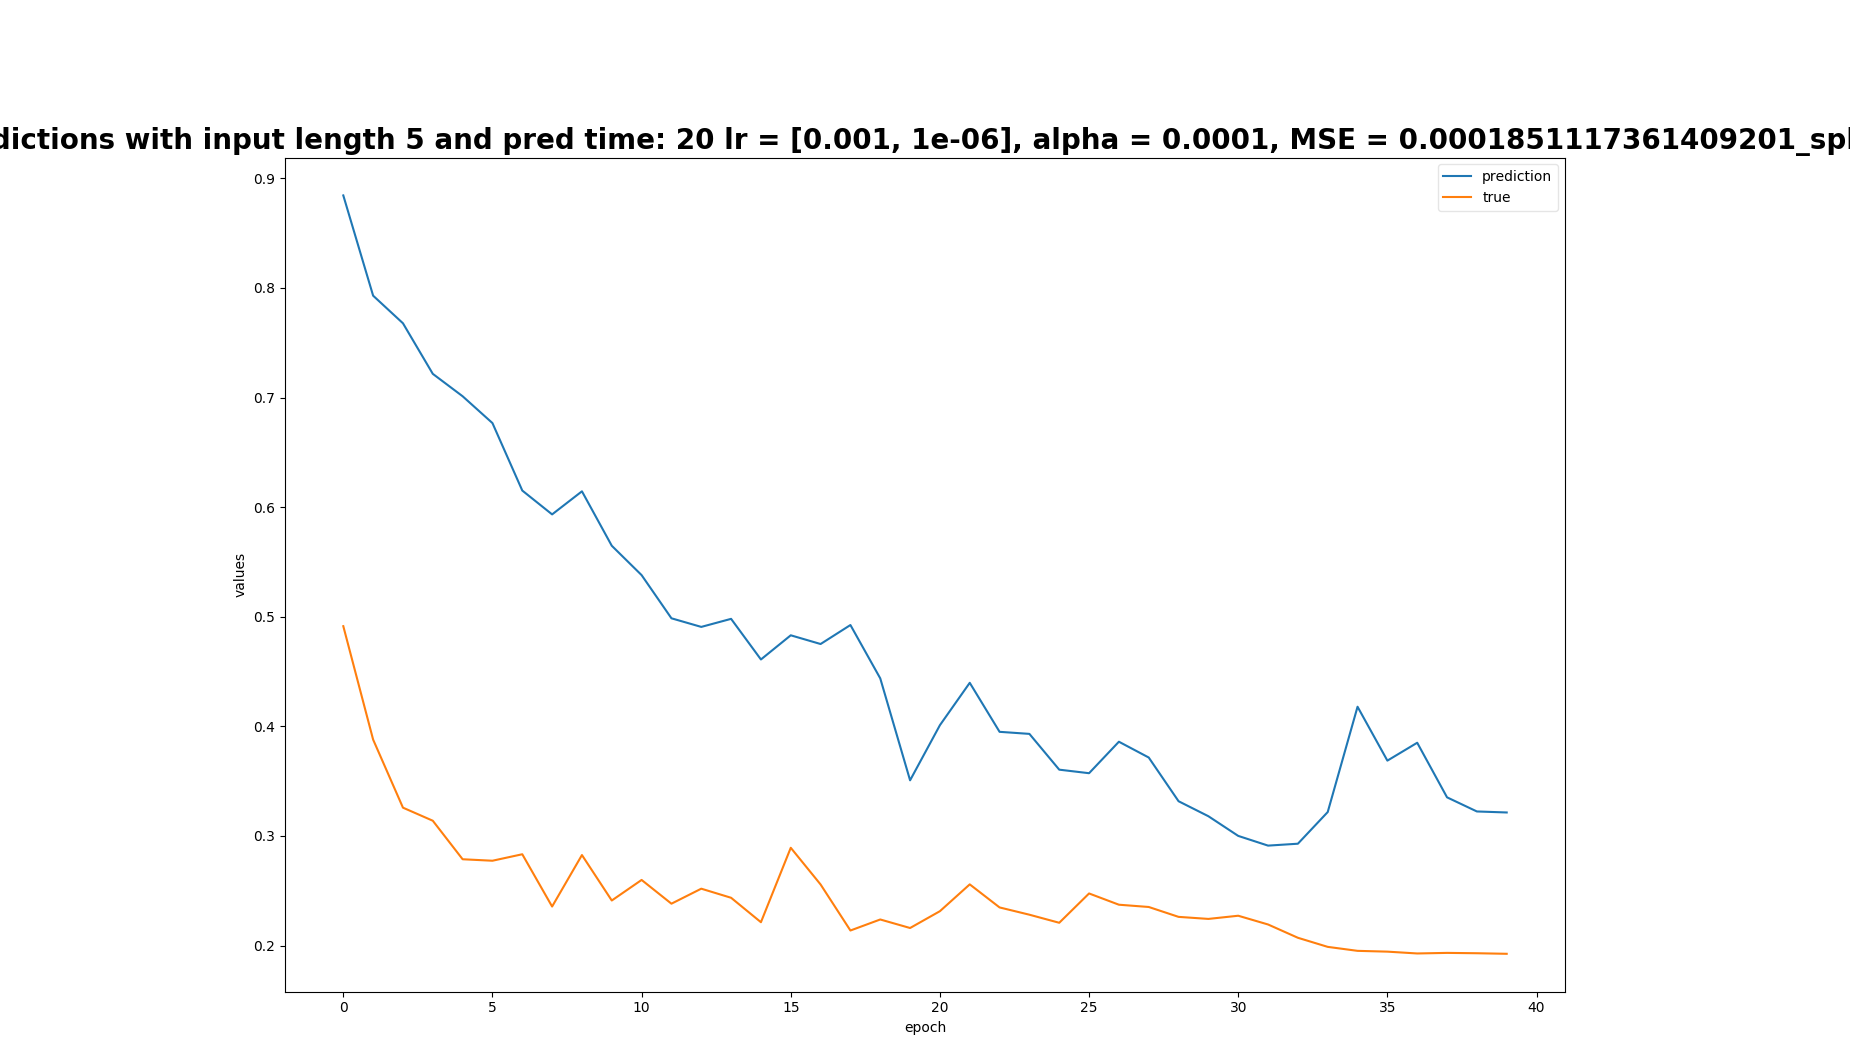 dictions with input length 5 and pred time: 20 lr = [0.001, 1e-06], alpha = 0.0001, MSE = 0.0001851117361409201_spl
prediction
true
0.9
0.8
0.7
0.6
0.5
0.4
0.3
0.2
values
0 5 10 15 20 25 30 35 40
epoch